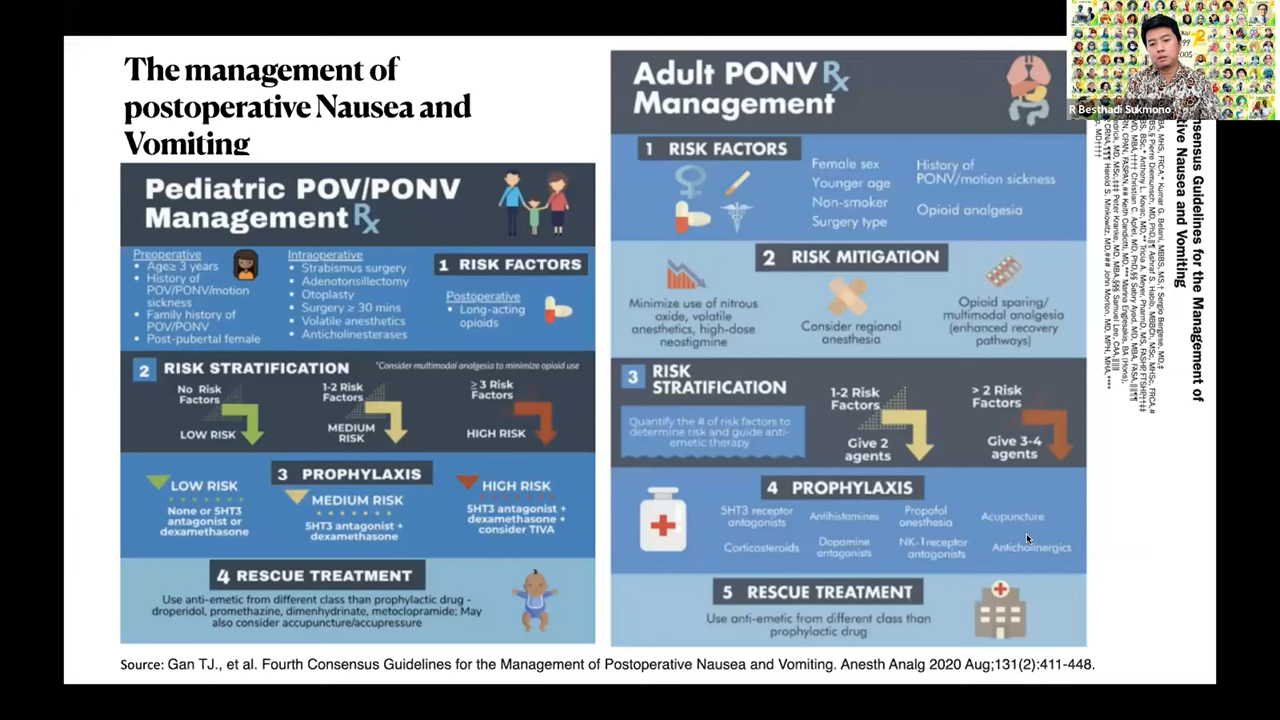 The management of
postoperative Nausea and
Vomiting
Pediatric POV/PONV
Management Rx
Preoperative
• Age≥ 3 years
• History of
POV/PONV/motion
sickness
• Family history of
POV/PONV
• Post-pubertal female
Intraoperative
• Strabismus surgery
• Adenotonsillectomy
• Otoplasty
• Surgery ≥ 30 mins
• Volatile anesthetics
• Anticholinesterases
1 RISK FACTORS
Postoperative
• Long-acting
opioids
2 RISK STRATIFICATION
*Consider multimodal analgesia to minimize opioid use
No Risk
Factors
LOW RISK
1-2 Risk
Factors
MEDIUM
RISK
≥ 3 Risk
Factors
HIGH RISK
3 PROPHYLAXIS
LOW RISK
None or 5HT3
antagonist or
dexamethasone
MEDIUM RISK
5HT3 antagonist +
dexamethasone
HIGH RISK
5HT3 antagonist +
dexamethasone +
consider TIVA
4 RESCUE TREATMENT
Use anti-emetic from different class than prophylactic drug -
droperidol, promethazine, dimenhydrinate, metoclopramide; May
also consider accupuncture/accupressure
Adult PONV Rx
Management
1 RISK FACTORS
Female sex
Younger age
Non-smoker
Surgery type
History of
PONV/motion sickness
Opioid analgesia
2 RISK MITIGATION
Minimize use of nitrous
oxide, volatile
anesthetics, high-dose
neostigmine
Consider regional
anesthesia
Opioid sparing/
multimodal analgesia
(enhanced recovery
pathways)
3 RISK
STRATIFICATION
Quantify the # of risk factors to
determine risk and guide anti-
emetic therapy
1-2 Risk
Factors
Give 2
agents
> 2 Risk
Factors
Give 3-4
agents
4 PROPHYLAXIS
5HT3 receptor
antagonists
Antihistamines
Propofol
anesthesia
Acupuncture
Corticosteroids
Dopamine
antagonists
NK-1 receptor
antagonists
Anticholinergics
5 RESCUE TREATMENT
Use anti-emetic from different class than
prophylactic drug
Source: Gan TJ., et al. Fourth Consensus Guidelines for the Management of Postoperative Nausea and Vomiting. Anesth Analg 2020 Aug;131(2):411-448.
R Besthadi Sukmono
Guidelines for the Management of
Nausea and Vomiting